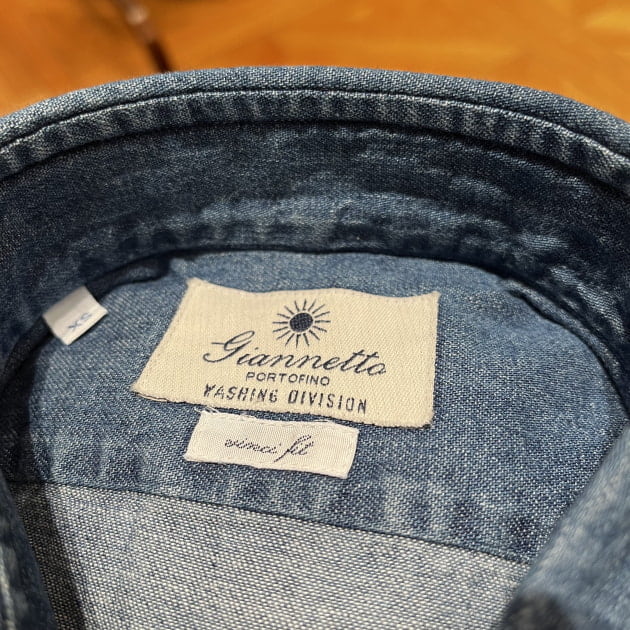 XS
Giannetto
PORTOFINO
WASHING DIVISION
vinci fit